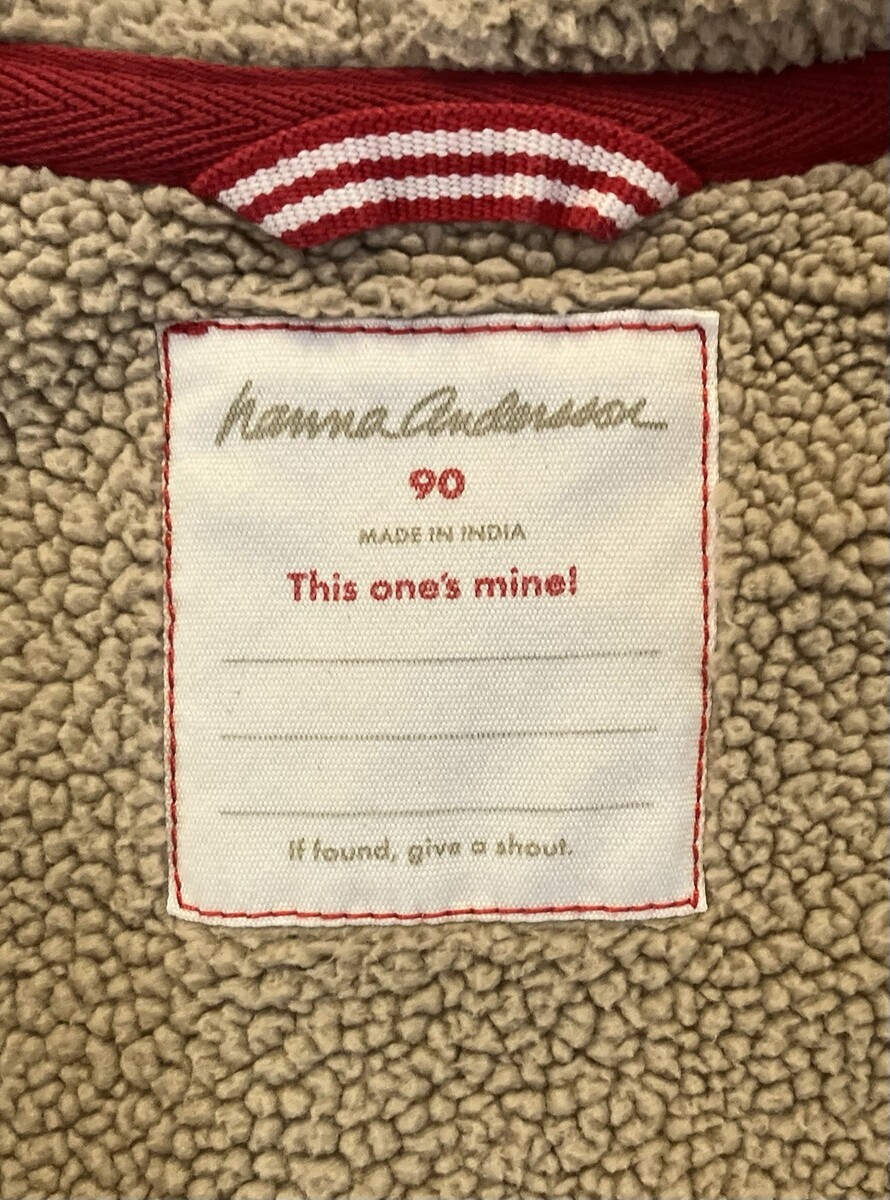 hanna andersson
90
MADE IN INDIA
This one's mine!
If found, give a shout.